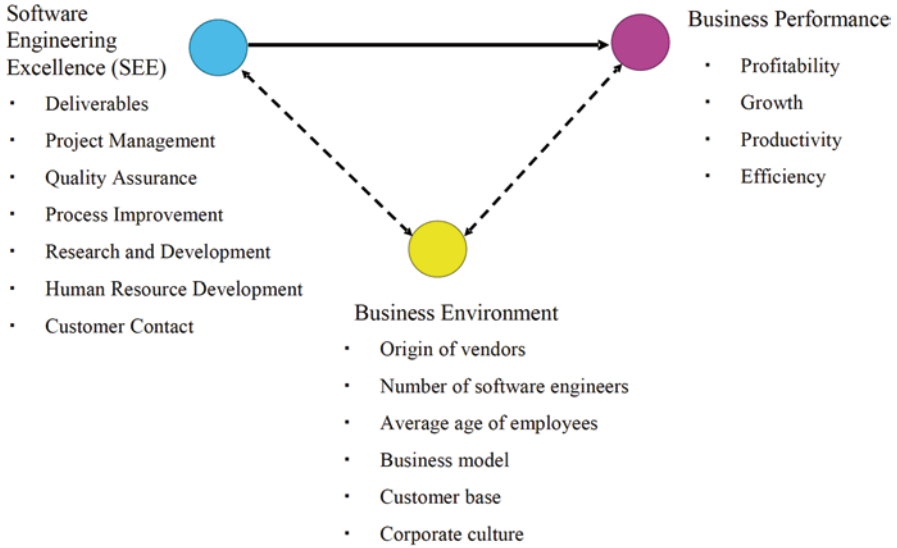 Software
Engineering
Excellence (SEE)
▪ Deliverables
▪ Project Management
▪ Quality Assurance
▪ Process Improvement
▪ Research and Development
▪ Human Resource Development
▪ Customer Contact
Business Performance
▪ Profitability
▪ Growth
▪ Productivity
▪ Efficiency
Business Environment
▪ Origin of vendors
▪ Number of software engineers
▪ Average age of employees
▪ Business model
▪ Customer base
▪ Corporate culture